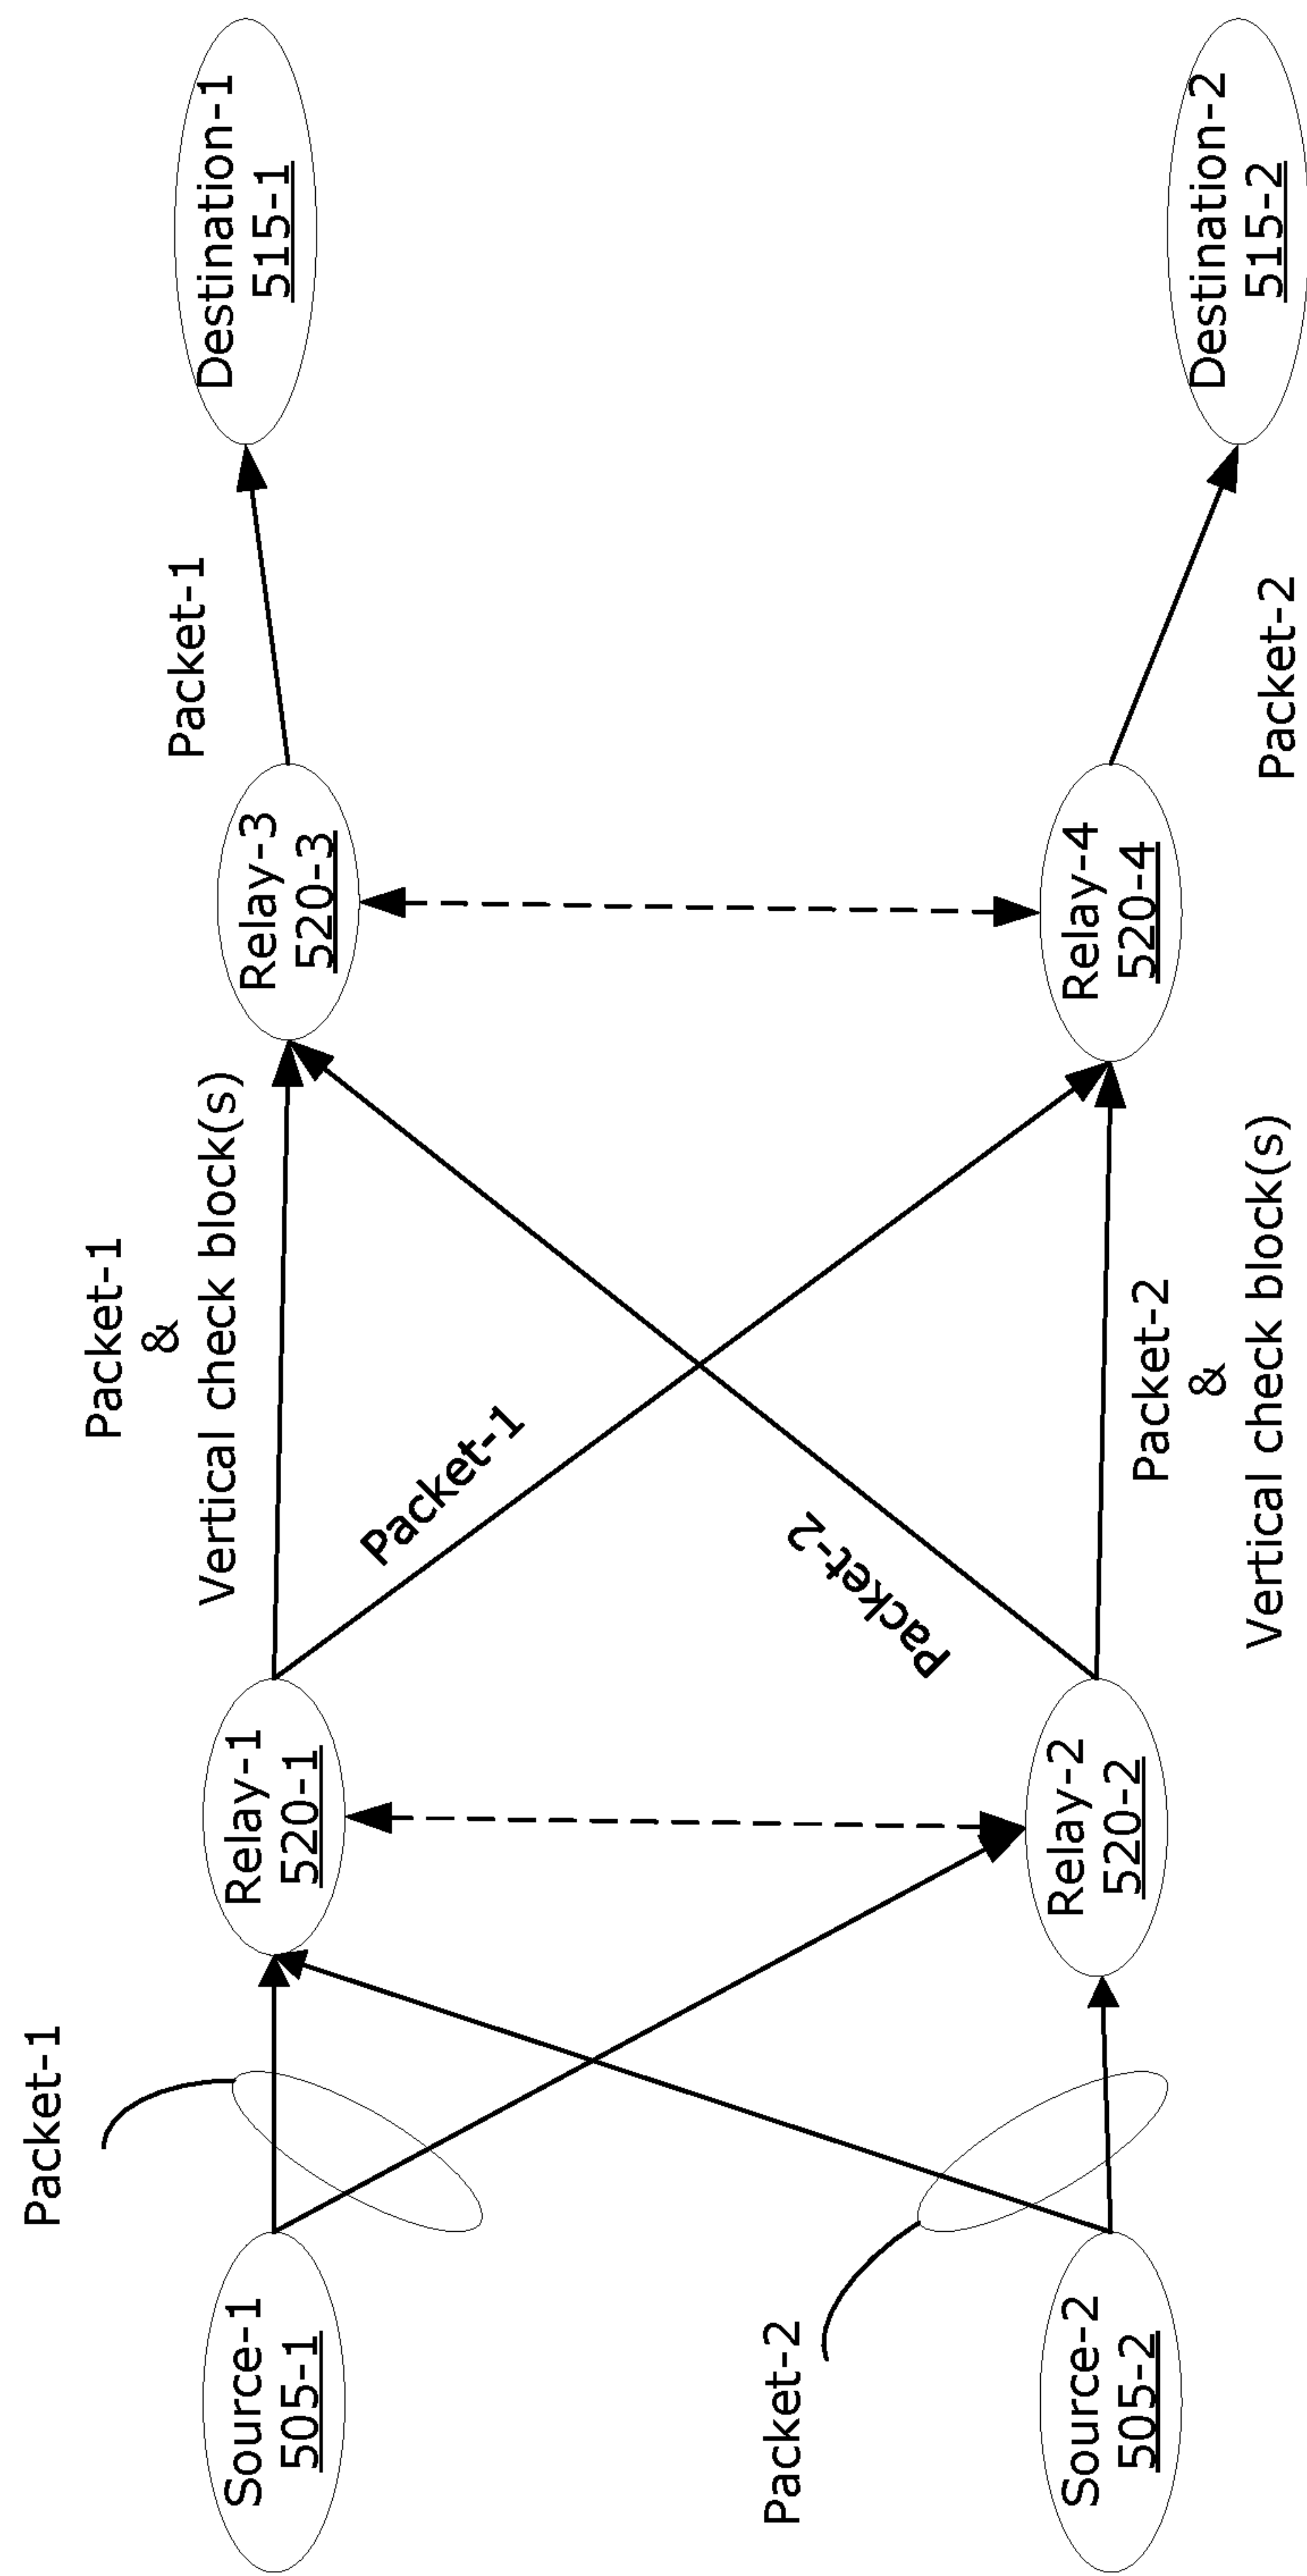 Packet-1
Source-1
505-1
Relay-1
520-1
Packet-1
&
Vertical check block(s)
Relay-3
520-3
Packet-1
Destination-1
515-1
Packet-1
Packet-2
Packet-2
Source-2
505-2
Relay-2
520-2
Packet-2
&
Vertical check block(s)
Relay-4
520-4
Packet-2
Destination-2
515-2